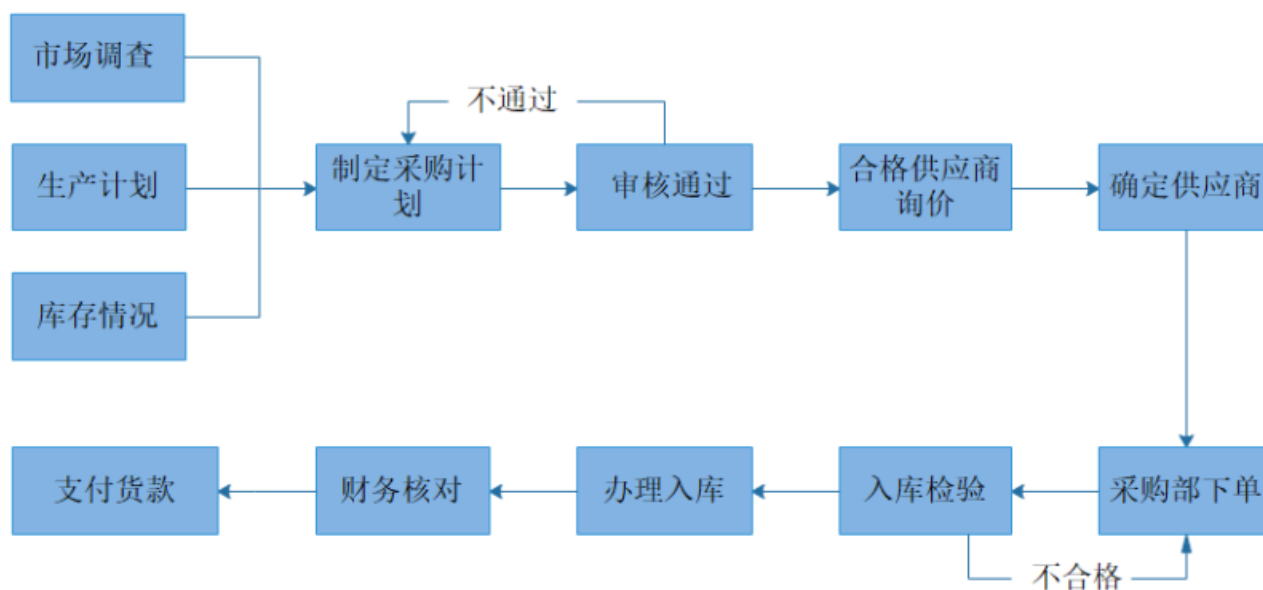 市场调查
不通过
生产计划
制定采购计
划
审核通过
合格供应商
询价
确定供应商
库存情况
支付货款
财务核对
办理入库
入库检验
采购部下单
不合格